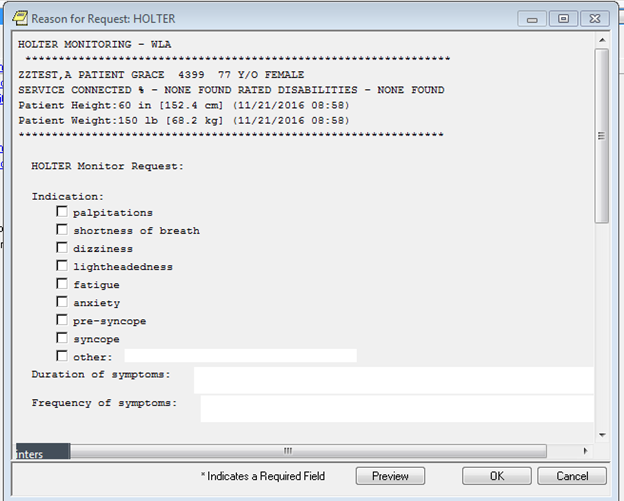 Reason for Request: HOLTER
HOLTER MONITORING - WLA
******************************************************************
ZZTEST,A PATIENT GRACE 4399 77 Y/O FEMALE
SERVICE CONNECTED % - NONE FOUND RATED DISABILITIES - NONE FOUND
Patient Height:60 in [152.4 cm] (11/21/2016 08:58)
Patient Weight:150 lb [68.2 kg] (11/21/2016 08:58)
******************************************************************
HOLTER Monitor Request:
Indication:
palpitations
shortness of breath
dizziness
lightheadedness
fatigue
anxiety
pre-syncope
syncope
other:
Duration of symptoms:
Frequency of symptoms:
inters
* Indicates a Required Field
Preview
OK
Cancel